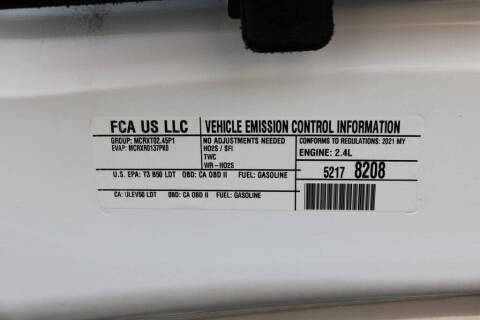 FCA US LLC
VEHICLE EMISSION CONTROL INFORMATION
GROUP: MCRXT02.45P1
EVAP: MCRXR0137PK0
NO ADJUSTMENTS NEEDED
HO2S / SFI
TWC
WR-HO2S
CONFORMS TO REGULATIONS: 2021 MY
ENGINE: 2.4L
U.S. EPA: T3 B50 LDT OBD: CA OBD II FUEL: GASOLINE
5217 8208
CA: ULEV50 LDT OBD: CA OBD II FUEL: GASOLINE